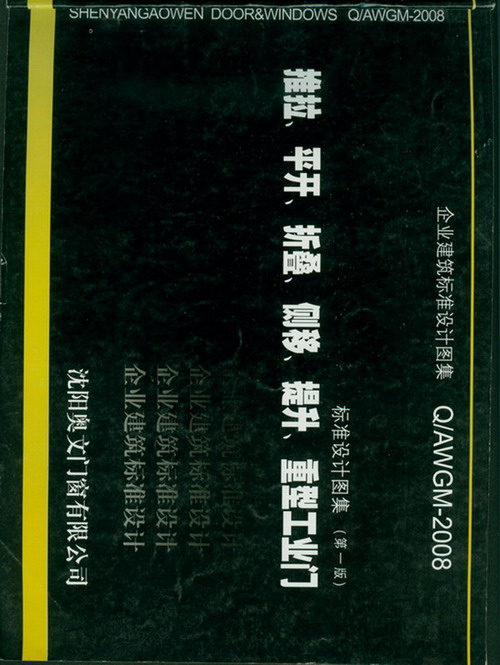 SHENYANGAOWEN DOOR&WINDOWS Q/AWGM-2008
企业建筑标准设计图集 Q/AWGM-2008
推拉、平开、折叠、侧移、提升、重型工业门
标准设计图集（第一版）
企业建筑标准设计
企业建筑标准设计
企业建筑标准设计
沈阳奥文门窗有限公司